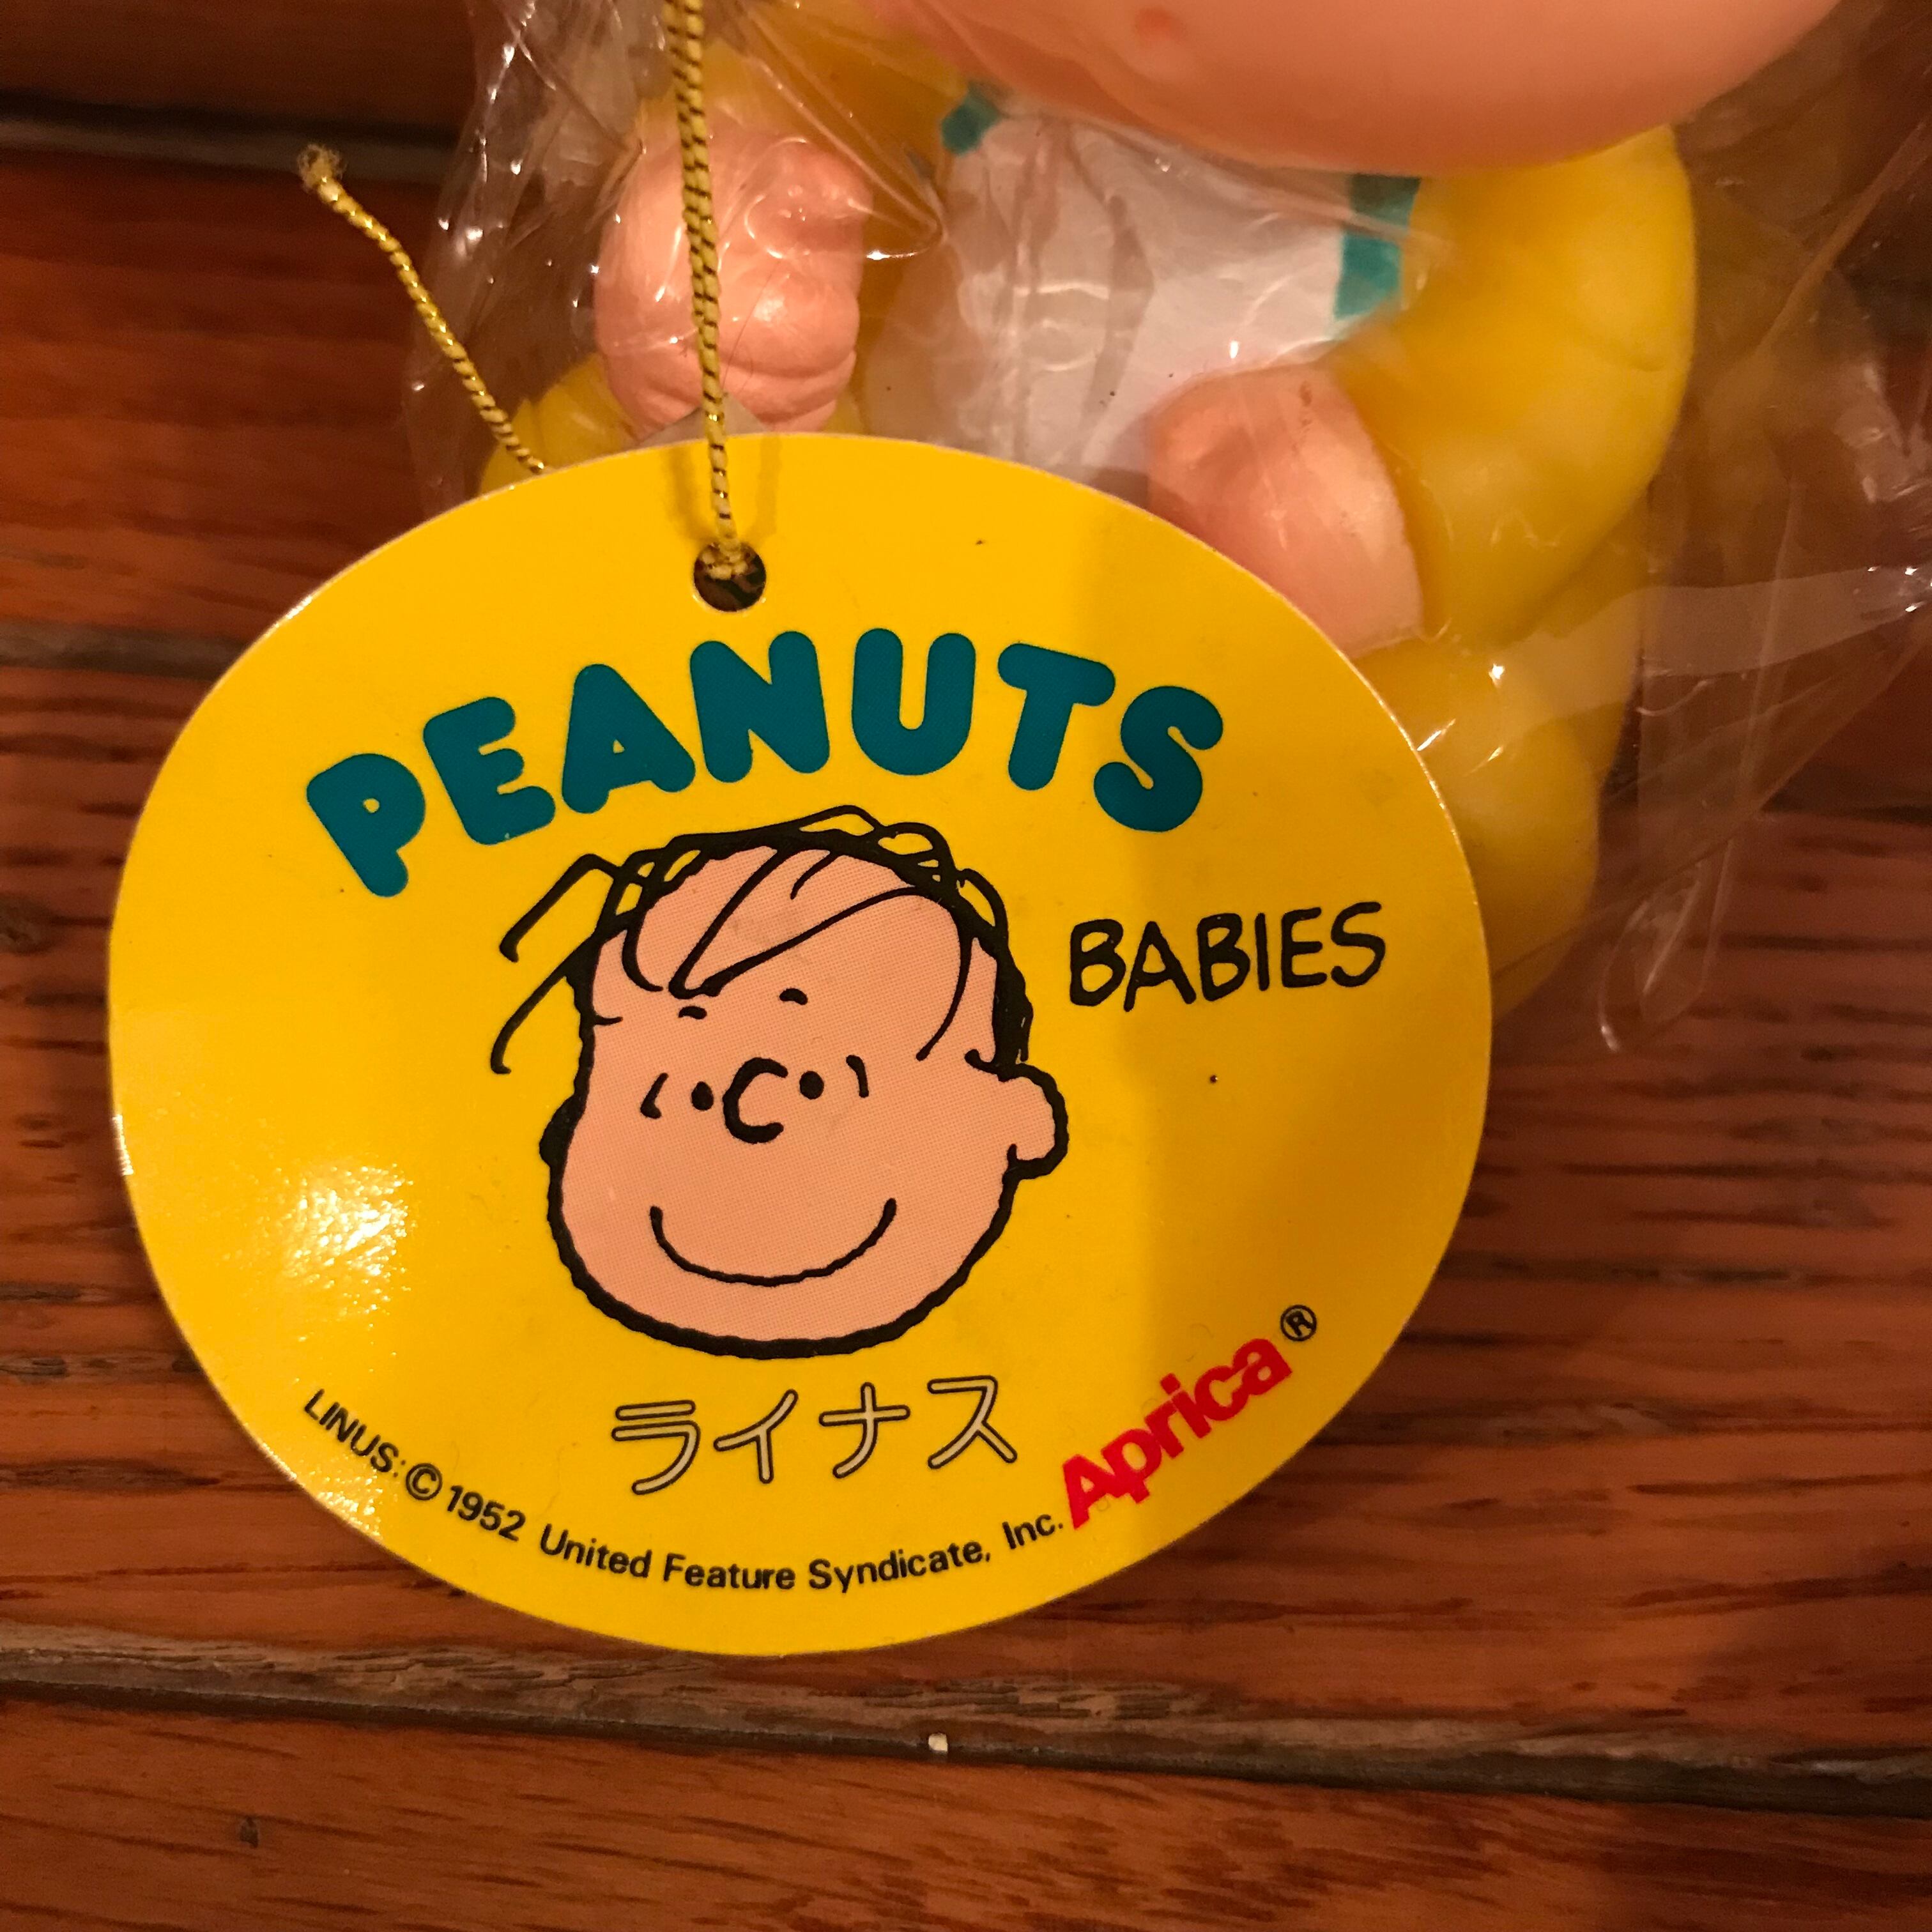 PEANUTS
BABIES
ライナス
LINUS: © 1952 United Feature Syndicate, Inc.
Aprica ®